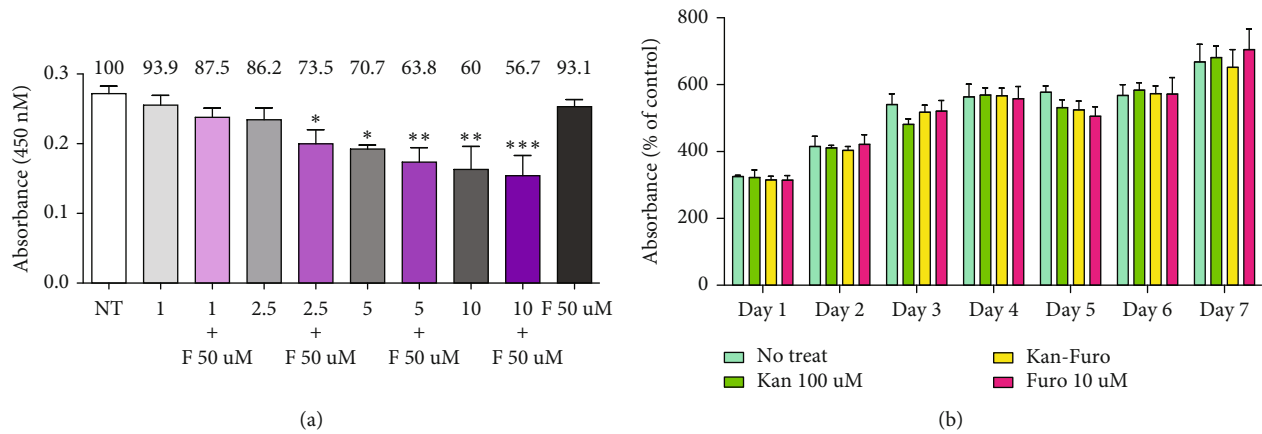 (a)
100 93.9 87.5 86.2 73.5 70.7 63.8 60 56.7 93.1
Absorbance (450 nM)
0.3
0.2
0.1
0.0
* * ** ** ***
NT 1 1 2.5 2.5 5 5 10 10 F 50 uM
+ + + +
F 50 uM F 50 uM F 50 uM F 50 uM
(a)
(b)
Absorbance (% of control)
800
600
400
200
0
Day 1 Day 2 Day 3 Day 4 Day 5 Day 6 Day 7
No treat Kan-Furo
Kan 100 uM Furo 10 uM
(b)